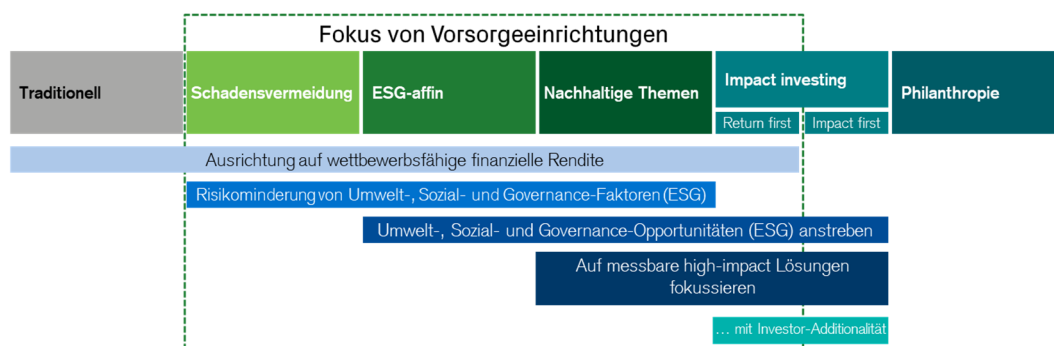 Fokus von Vorsorgeeinrichtungen
Traditionell
Schadensvermeidung
ESG-affin
Nachhaltige Themen
Impact investing
Return first
Impact first
Philanthropie
Ausrichtung auf wettbewerbsfähige finanzielle Rendite
Risikominderung von Umwelt-, Sozial- und Governance-Faktoren (ESG)
Umwelt-, Sozial- und Governance-Opportunitäten (ESG) anstreben
Auf messbare high-impact Lösungen
fokussieren
... mit Investor-Additionalität